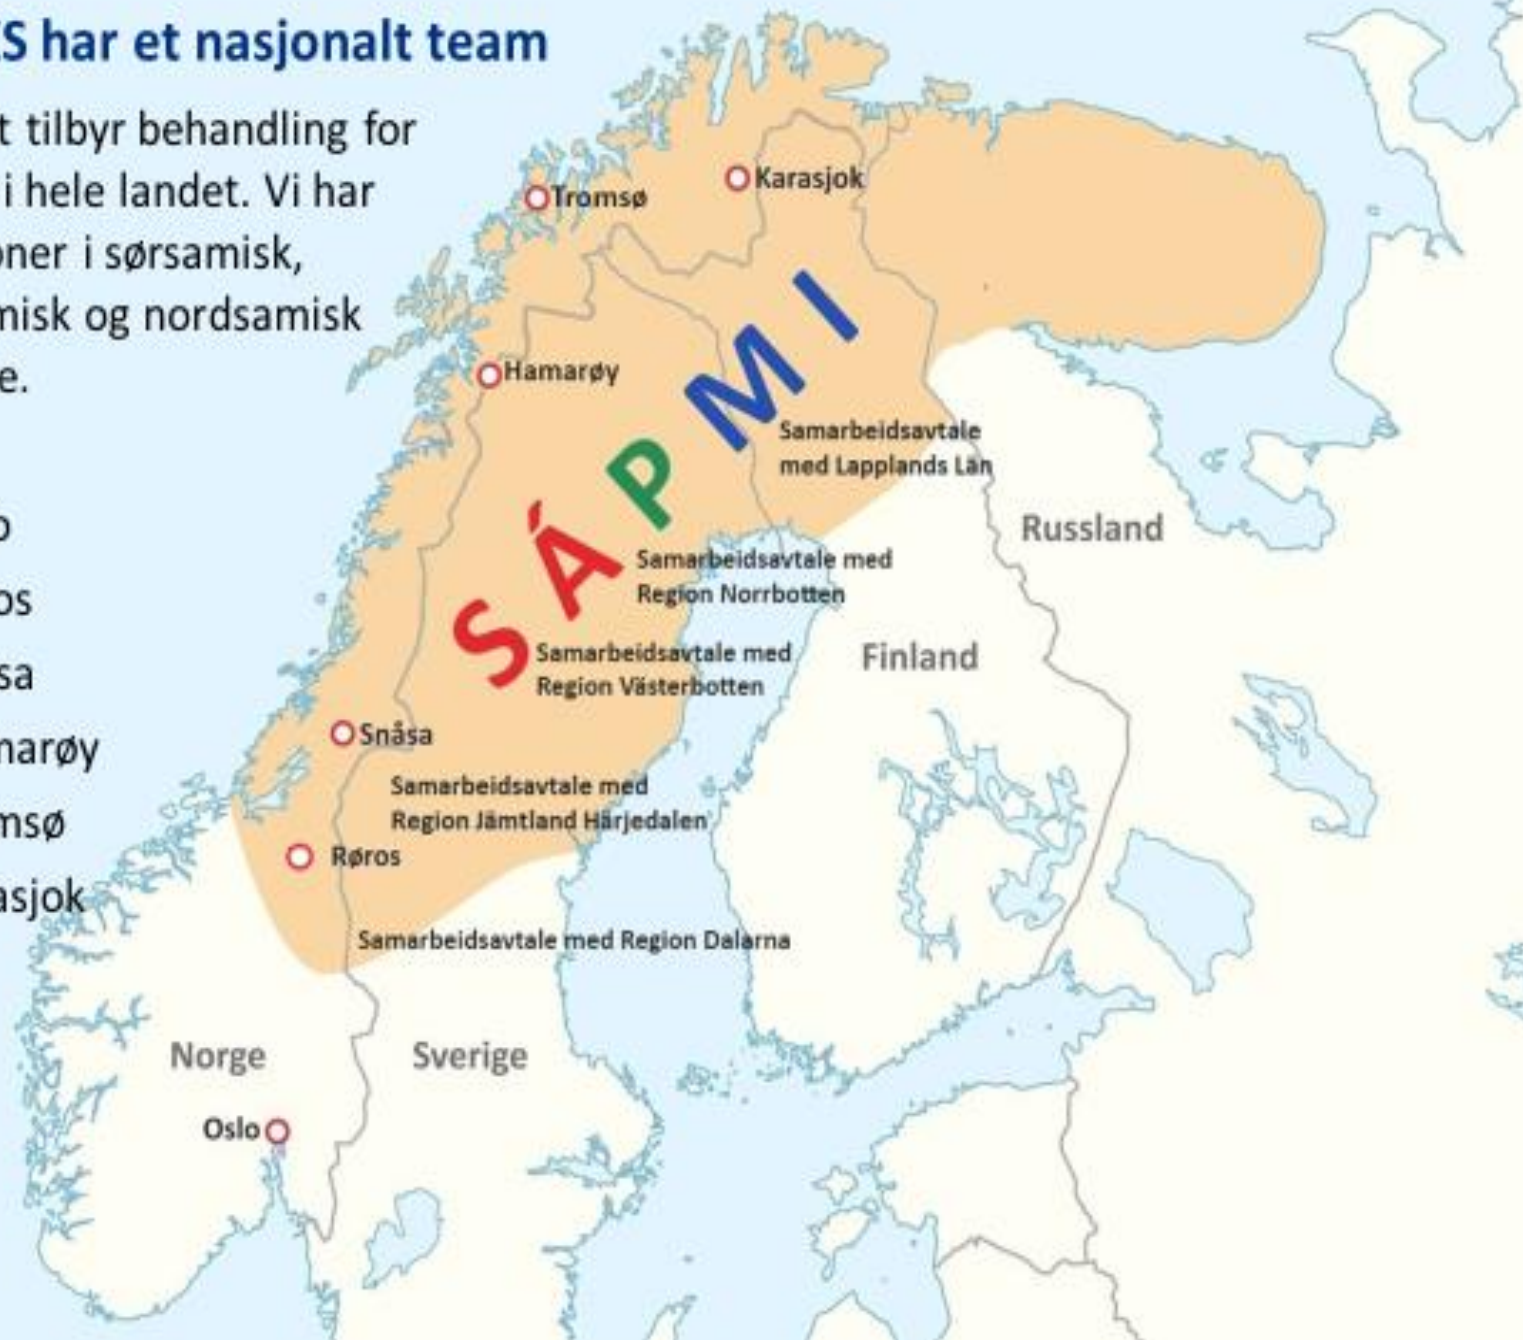 S har et nasjonalt team
t tilbyr behandling for
i hele landet. Vi har
oner i sørsamisk,
misk og nordsamisk
e.
o
os
sa
marøy
msø
asjok
Tromsø
Karasjok
Hamarøy
SÁPMI
Samarbeidsavtale
med Lapplands Län
Russland
Samarbeidsavtale med
Region Norrbotten
Finland
Samarbeidsavtale med
Region Västerbotten
Snåsa
Samarbeidsavtale med
Region Jämtland Härjedalen
Røros
Samarbeidsavtale med Region Dalarna
Norge
Sverige
Oslo